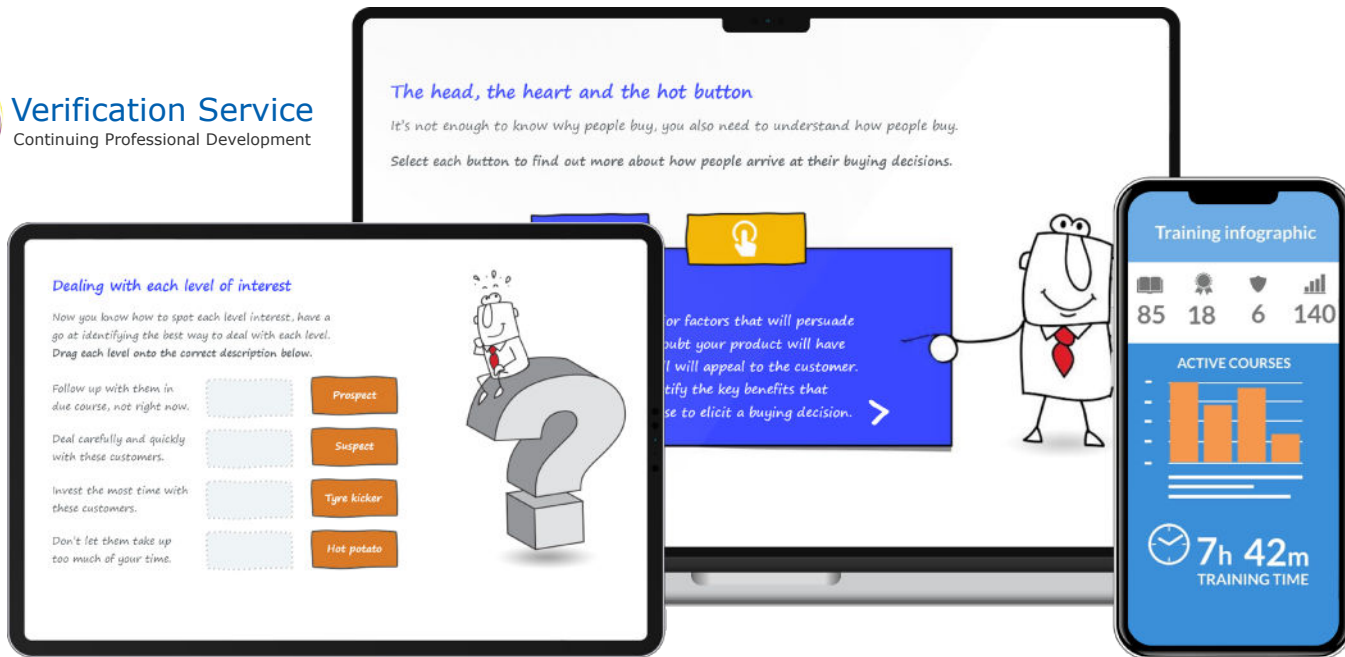 Verification Service
Continuing Professional Development
The head, the heart and the hot button
It's not enough to know why people buy, you also need to understand how people buy.
Select each button to find out more about how people arrive at their buying decisions.
or factors that will persuade
oubt your product will have
l will appeal to the customer.
tify the key benefits that
se to elicit a buying decision.
Dealing with each level of interest
Now you know how to spot each level interest, have a
go at identifying the best way to deal with each level.
Drag each level onto the correct description below.
Follow up with them in
due course, not right now.
Prospect
Deal carefully and quickly
with these customers.
Suspect
Invest the most time with
these customers.
Tyre kicker
Don't let them take up
too much of your time.
Hot potato
Training infographic
85 18 6 140
ACTIVE COURSES
7h 42m
TRAINING TIME